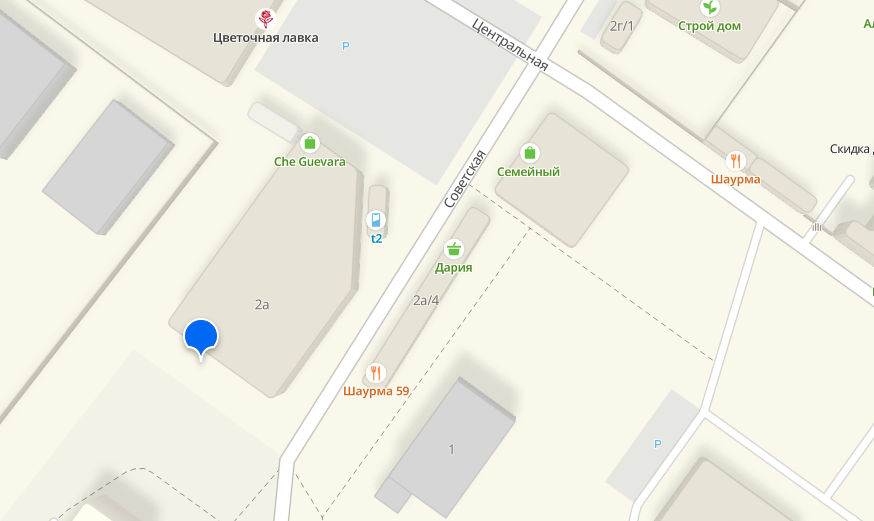 Цветочная лавка
P
Центральная
2г/1
Строй дом
Che Guevara
Советская
Семейный
Шаурма
Скидка
t2
Дария
2а
2а/4
Шаурма 59
1
P